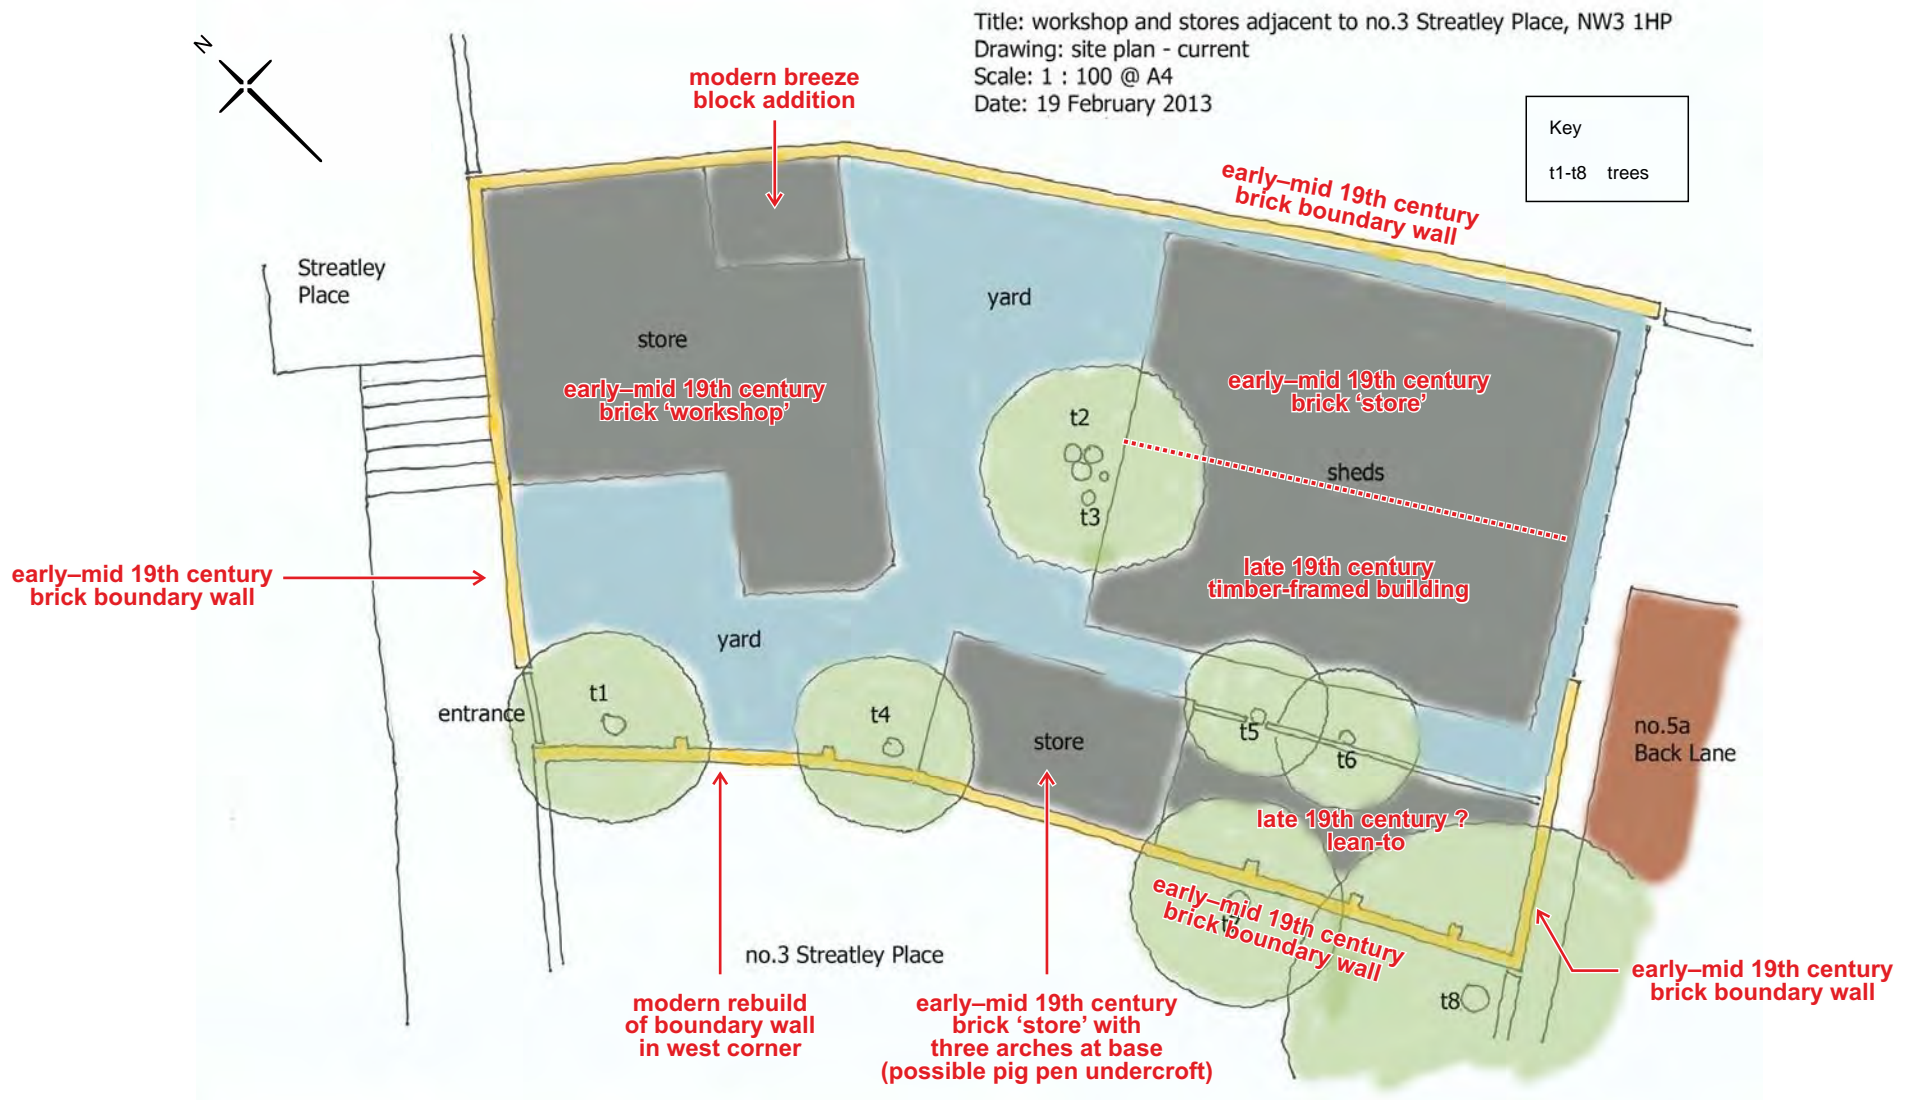 Title: workshop and stores adjacent to no.3 Streatley Place, NW3 1HP
Drawing: site plan - current
Scale: 1 : 100 @ A4
Date: 19 February 2013
N
modern breeze
block addition
Key
t1-t8 trees
early–mid 19th century
brick boundary wall
Streatley
Place
yard
store
early–mid 19th century
brick ‘workshop’
early–mid 19th century
brick ‘store’
t2
sheds
t3
late 19th century
timber-framed building
early–mid 19th century
brick boundary wall
yard
t1
entrance
t4
store
t5
t6
no.5a
Back Lane
late 19th century ?
lean-to
early–mid 19th century
brick boundary wall
t7
no.3 Streatley Place
modern rebuild
of boundary wall
in west corner
early–mid 19th century
brick ‘store’ with
three arches at base
(possible pig pen undercroft)
t8
early–mid 19th century
brick boundary wall